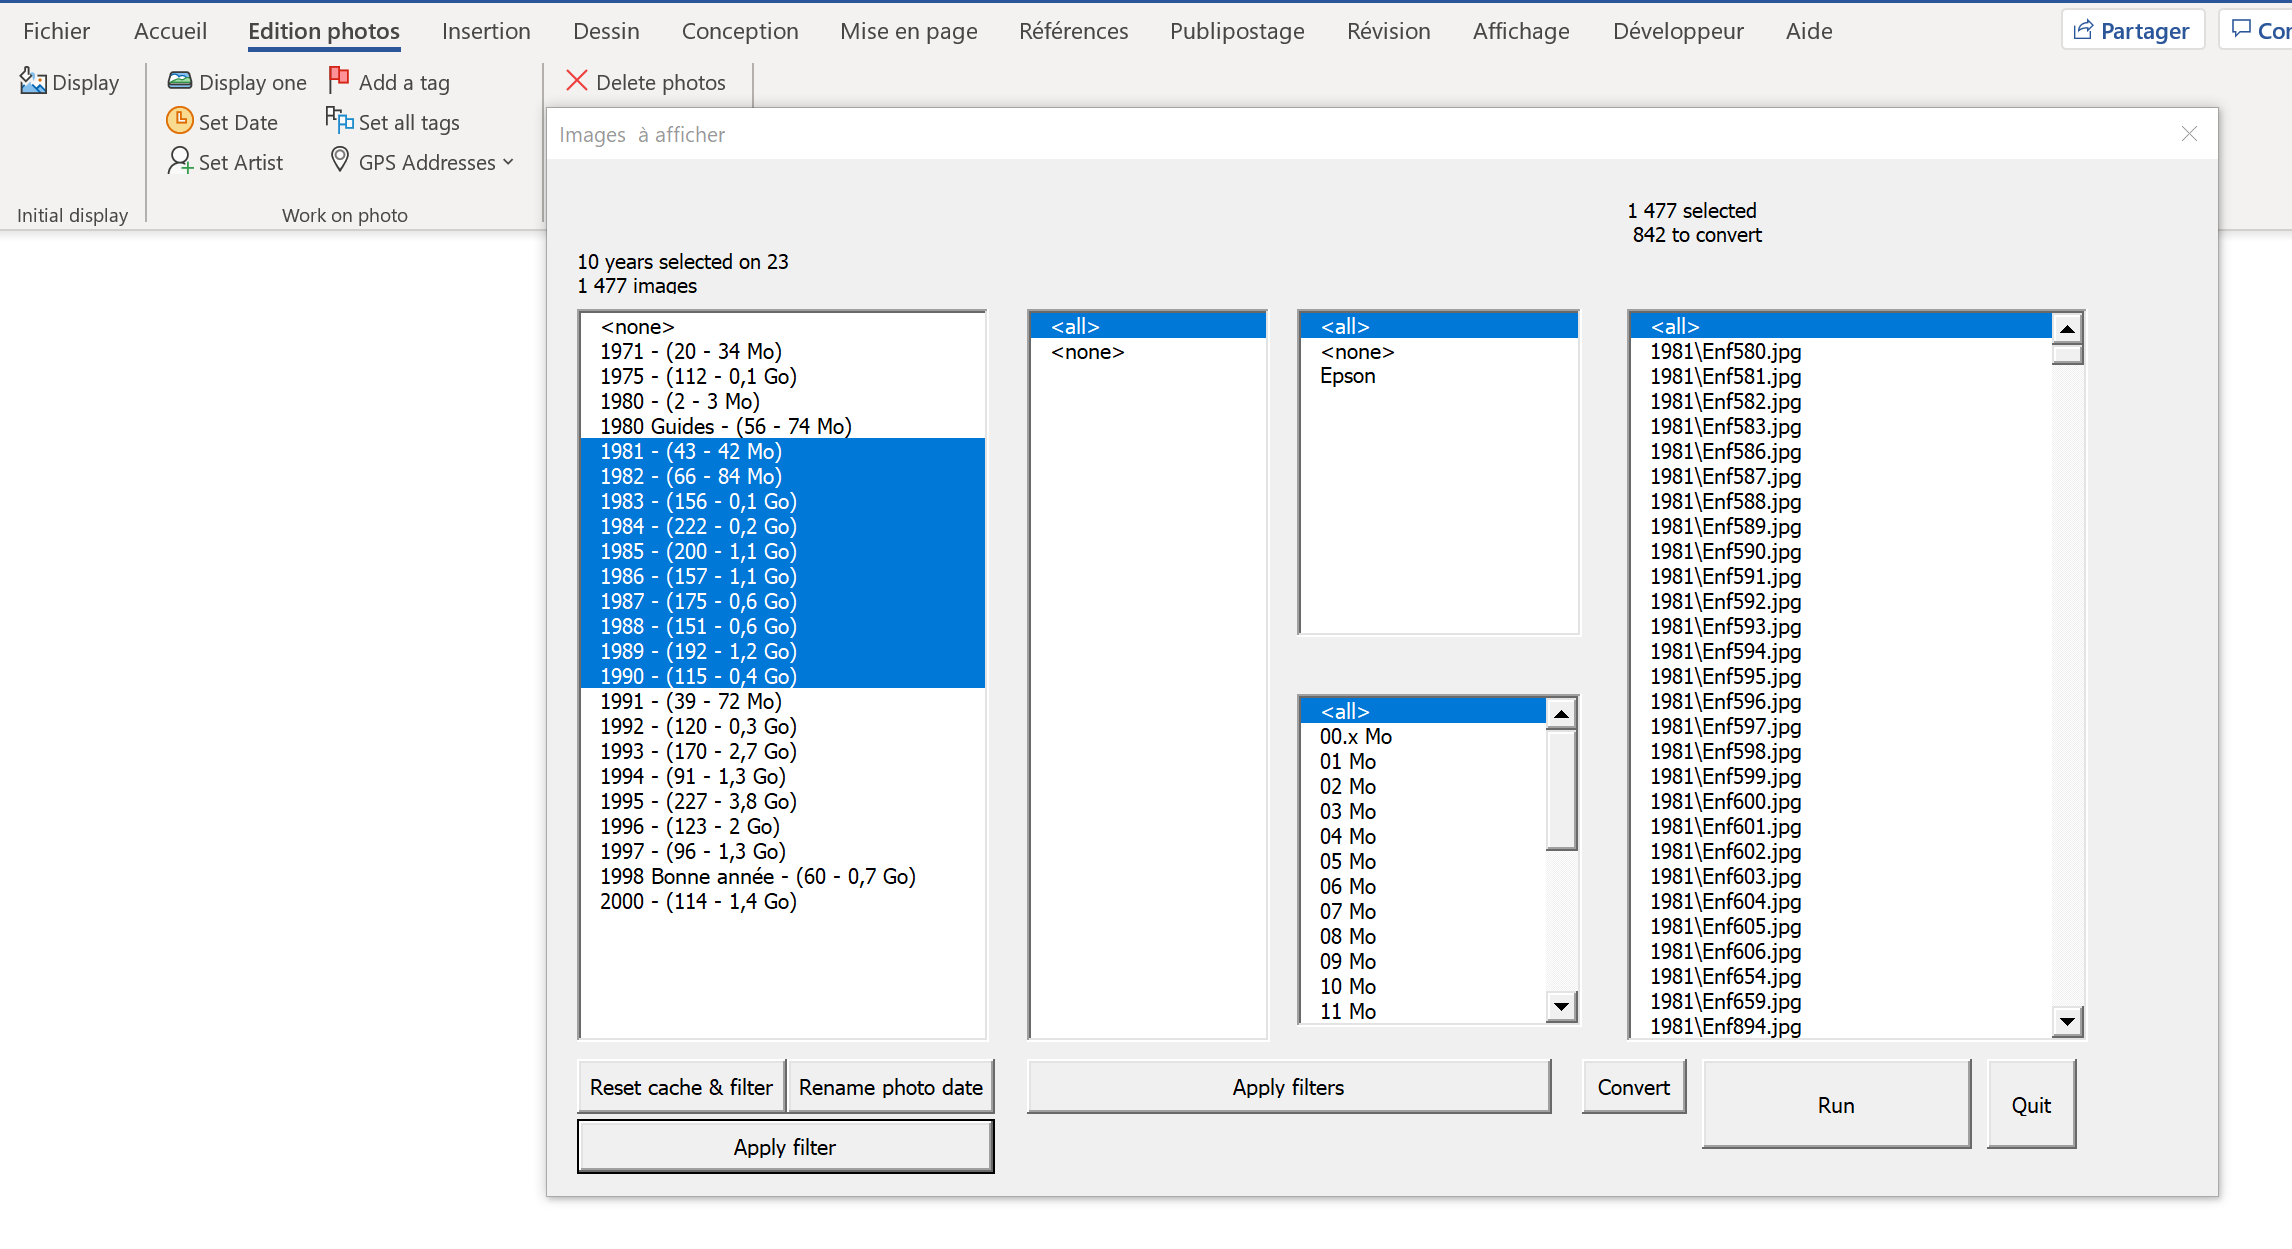 Fichier Accueil Edition photos Insertion Dessin Conception Mise en page Références Publipostage Révision Affichage Développeur Aide Partager
Display Display one Add a tag Delete photos
Set Date Set all tags
Set Artist GPS Addresses
Initial display Work on photo
Images à afficher
1 477 selected
842 to convert
10 years selected on 23
1 477 images
<none>
1971 - (20 - 34 Mo)
1975 - (112 - 0,1 Go)
1980 - (2 - 3 Mo)
1980 Guides - (56 - 74 Mo)
1981 - (43 - 42 Mo)
1982 - (66 - 84 Mo)
1983 - (156 - 0,1 Go)
1984 - (222 - 0,2 Go)
1985 - (200 - 1,1 Go)
1986 - (157 - 1,1 Go)
1987 - (175 - 0,6 Go)
1988 - (151 - 0,6 Go)
1989 - (192 - 1,2 Go)
1990 - (115 - 0,4 Go)
1991 - (39 - 72 Mo)
1992 - (120 - 0,3 Go)
1993 - (170 - 2,7 Go)
1994 - (91 - 1,3 Go)
1995 - (227 - 3,8 Go)
1996 - (123 - 2 Go)
1997 - (96 - 1,3 Go)
1998 Bonne année - (60 - 0,7 Go)
2000 - (114 - 1,4 Go)
<all>
<none>
<all>
<none>
Epson
<all>
00.x Mo
01 Mo
02 Mo
03 Mo
04 Mo
05 Mo
06 Mo
07 Mo
08 Mo
09 Mo
10 Mo
11 Mo
<all>
1981\Enf580.jpg
1981\Enf581.jpg
1981\Enf582.jpg
1981\Enf583.jpg
1981\Enf586.jpg
1981\Enf587.jpg
1981\Enf588.jpg
1981\Enf589.jpg
1981\Enf590.jpg
1981\Enf591.jpg
1981\Enf592.jpg
1981\Enf593.jpg
1981\Enf594.jpg
1981\Enf595.jpg
1981\Enf596.jpg
1981\Enf597.jpg
1981\Enf598.jpg
1981\Enf599.jpg
1981\Enf600.jpg
1981\Enf601.jpg
1981\Enf602.jpg
1981\Enf603.jpg
1981\Enf604.jpg
1981\Enf605.jpg
1981\Enf606.jpg
1981\Enf654.jpg
1981\Enf659.jpg
1981\Enf894.jpg
Reset cache & filter Rename photo date Apply filters Convert Run Quit
Apply filter